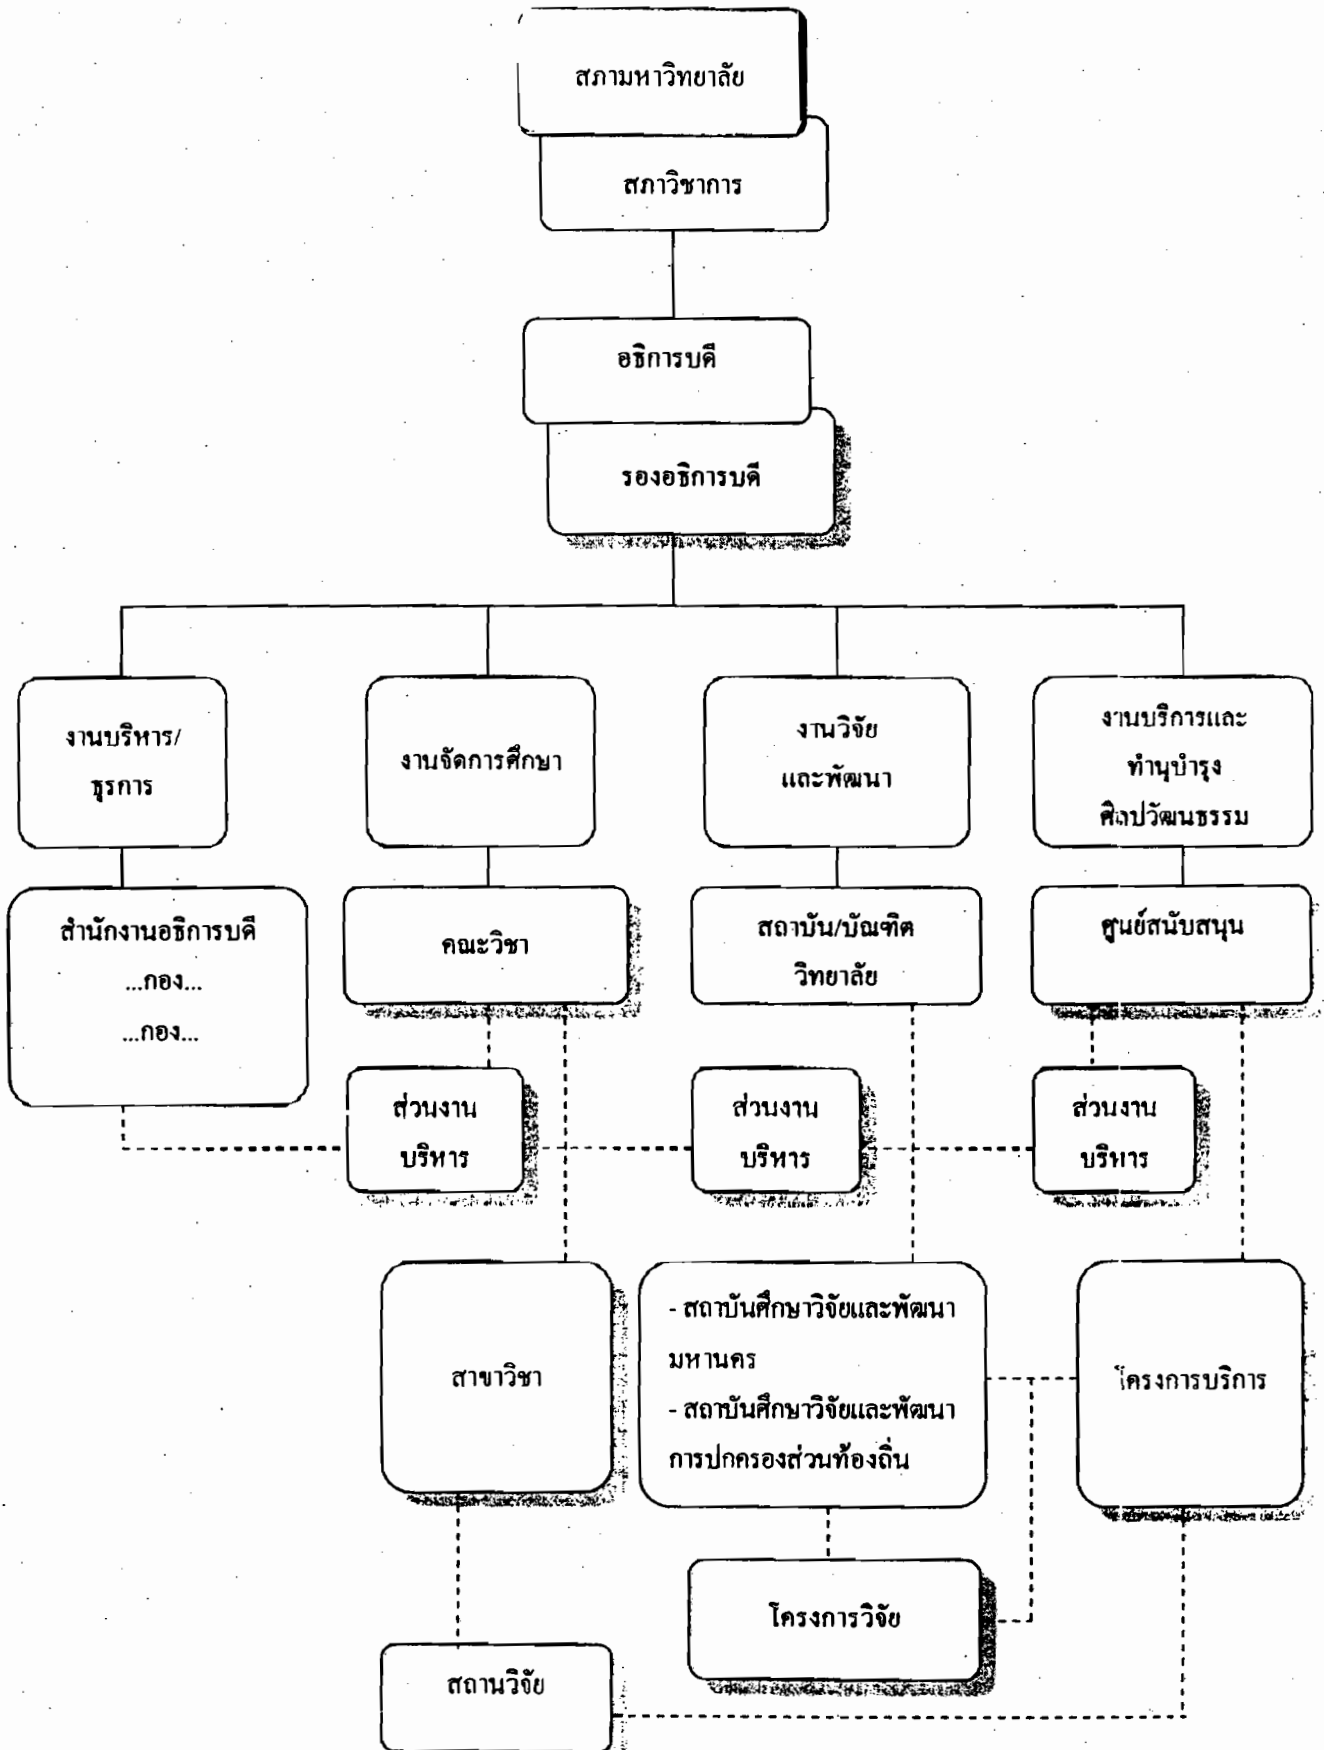 สภามหาวิทยาลัย
สภาวิชาการ
อธิการบดี
รองอธิการบดี
งานบริหาร/
ธุรการ
งานจัดการศึกษา
งานวิจัย
และพัฒนา
งานบริการและ
ทำนุบำรุง
ศิลปวัฒนธรรม
สำนักงานอธิการบดี
...กอง...
...กอง...
คณะวิชา
สถาบัน/บัณฑิต
วิทยาลัย
ศูนย์สนับสนุน
ส่วนงาน
บริหาร
ส่วนงาน
บริหาร
ส่วนงาน
บริหาร
สาขาวิชา
- สถาบันศึกษาวิจัยและพัฒนา
มหานคร
- สถาบันศึกษาวิจัยและพัฒนา
การปกครองส่วนท้องถิ่น
โครงการบริการ
โครงการวิจัย
สถานวิจัย